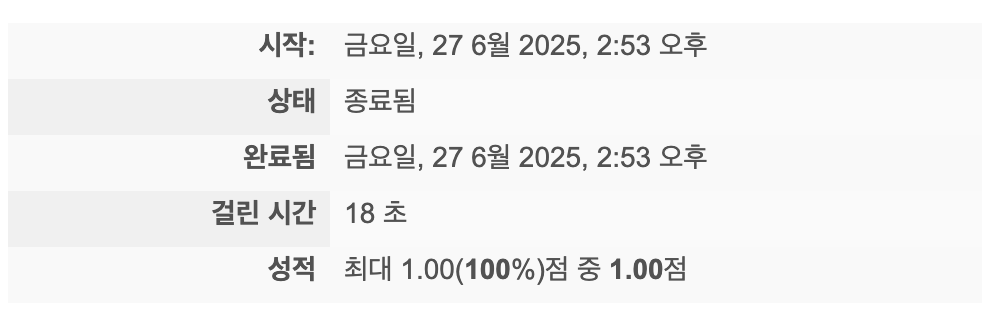 시작: 금요일, 27 6월 2025, 2:53 오후
상태 종료됨
완료됨 금요일, 27 6월 2025, 2:53 오후
걸린 시간 18 초
성적 최대 1.00(100%)점 중 1.00점